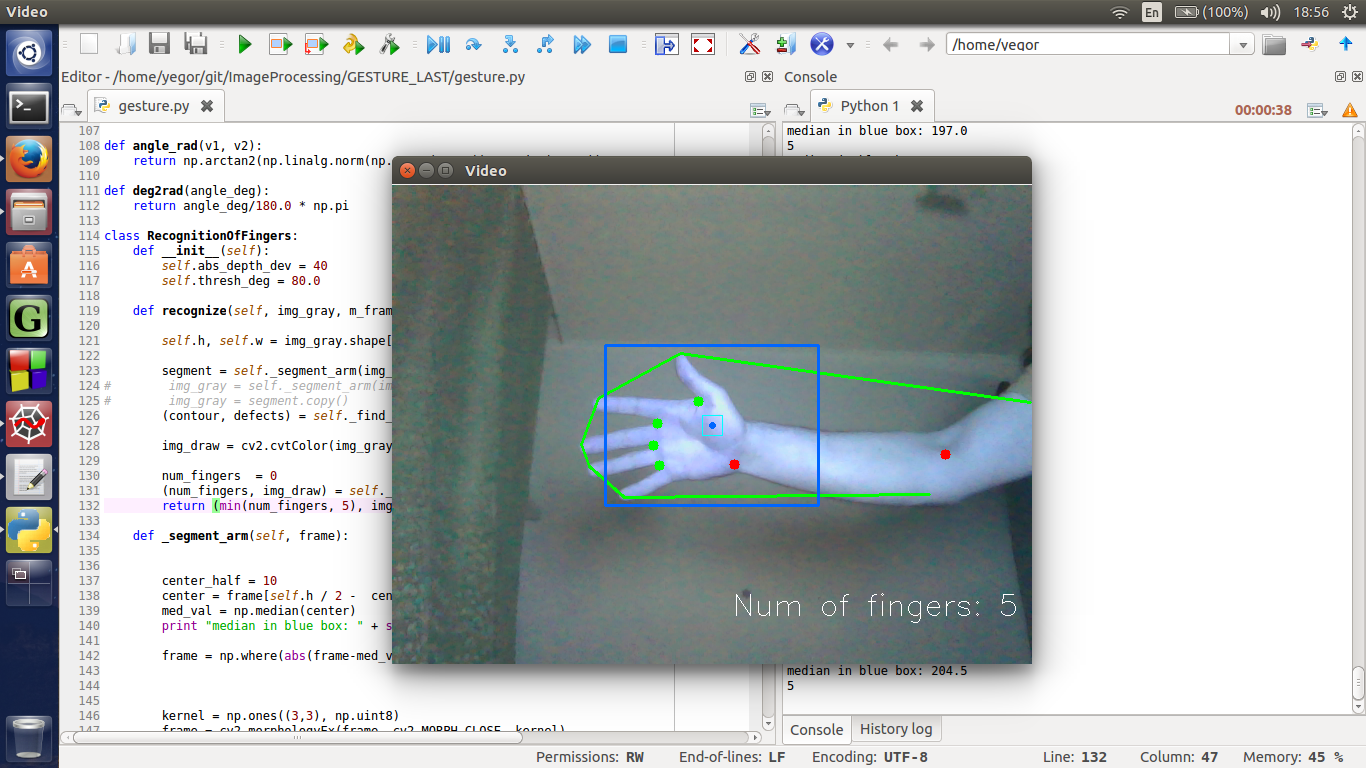 Video
En
(100%)
18:56
/home/yegor
Editor - /home/yegor/git/ImageProcessing/GESTURE_LAST/gesture.py
Console
gesture.py
Python 1
00:00:38
107
108 def angle_rad(v1, v2):
109 return np.arctan2(np.linalg.norm(np.
110
111 def deg2rad(angle_deg):
112 return angle_deg/180.0 * np.pi
113
114 class RecognitionOfFingers:
115 def __init__(self):
116 self.abs_depth_dev = 40
117 self.thresh_deg = 80.0
118
119 def recognize(self, img_gray, m_fram
120
121 self.h, self.w = img_gray.shape[
122
123 segment = self._segment_arm(img_
124 # img_gray = self._segment_arm(im
125 # img_gray = segment.copy()
126 (contour, defects) = self._find_
127
128 img_draw = cv2.cvtColor(img_gray
129
130 num_fingers = 0
131 (num_fingers, img_draw) = self._
132 return (min(num_fingers, 5), img
133
134 def _segment_arm(self, frame):
135
136
137 center_half = 10
138 center = frame[self.h / 2 - cen
139 med_val = np.median(center)
140 print "median in blue box: " + s
141
142 frame = np.where(abs(frame-med_v
143
144
145
146 kernel = np.ones((3,3), np.uint8)
147 frame = cv2.morphologyEx(frame, cv2.MORPH_CLOSE, kernel)
median in blue box: 197.0
5
Video
Num of fingers: 5
median in blue box: 204.5
5
Console
History log
Permissions: RW
End-of-lines: LF
Encoding: UTF-8
Line: 132
Column: 47
Memory: 45 %